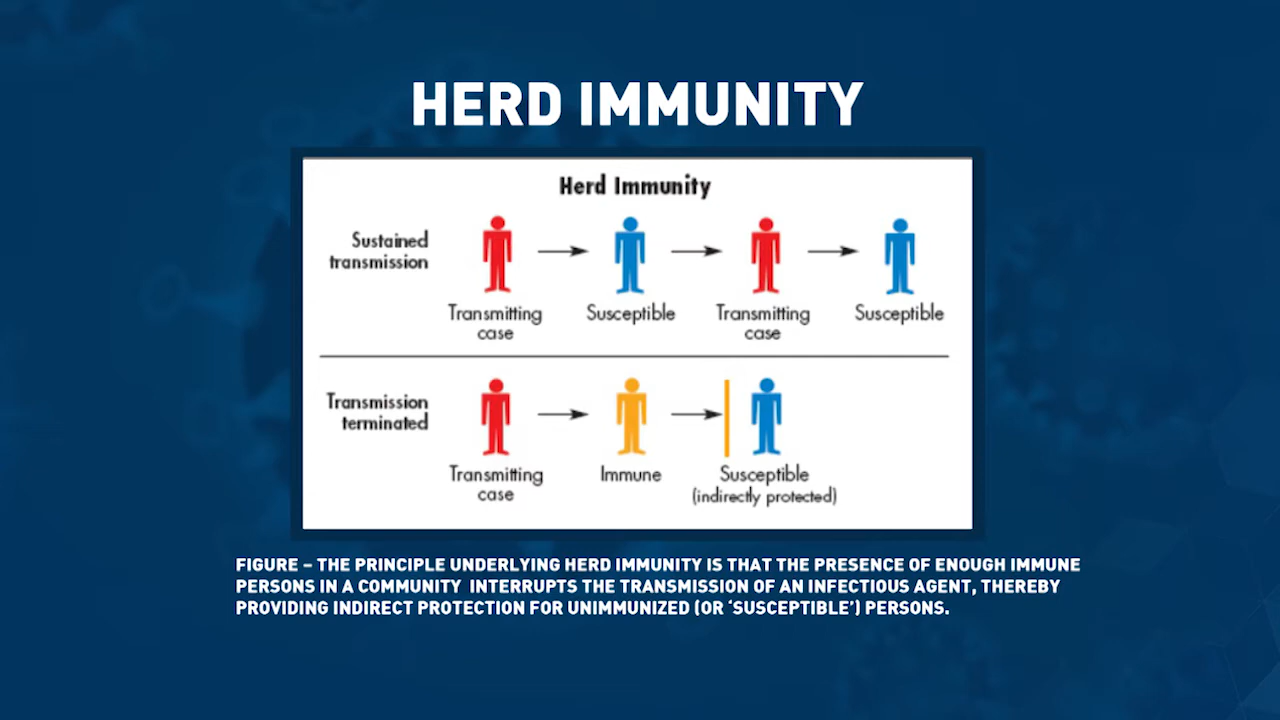 HERD IMMUNITY
Herd Immunity
Sustained
transmission
Transmitting
case
Susceptible
Transmitting
case
Susceptible
Transmission
terminated
Transmitting
case
Immune
Susceptible
(indirectly protected)
FIGURE – THE PRINCIPLE UNDERLYING HERD IMMUNITY IS THAT THE PRESENCE OF ENOUGH IMMUNE
PERSONS IN A COMMUNITY INTERRUPTS THE TRANSMISSION OF AN INFECTIOUS AGENT, THEREBY
PROVIDING INDIRECT PROTECTION FOR UNIMMUNIZED (OR ‘SUSCEPTIBLE’) PERSONS.